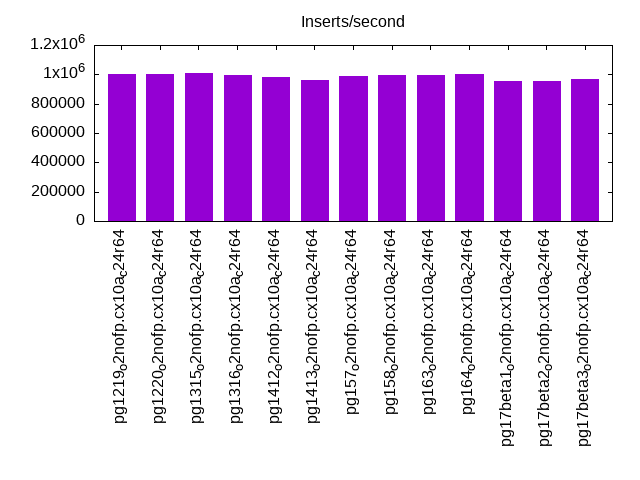 Inserts/second
1.2x10^6
1x10^6
800000
600000
400000
200000
0
pg1219_o2nofp.cx10a_c24r64
pg1220_o2nofp.cx10a_c24r64
pg1315_o2nofp.cx10a_c24r64
pg1316_o2nofp.cx10a_c24r64
pg1412_o2nofp.cx10a_c24r64
pg1413_o2nofp.cx10a_c24r64
pg157_o2nofp.cx10a_c24r64
pg158_o2nofp.cx10a_c24r64
pg163_o2nofp.cx10a_c24r64
pg164_o2nofp.cx10a_c24r64
pg17beta1_o2nofp.cx10a_c24r64
pg17beta2_o2nofp.cx10a_c24r64
pg17beta3_o2nofp.cx10a_c24r64